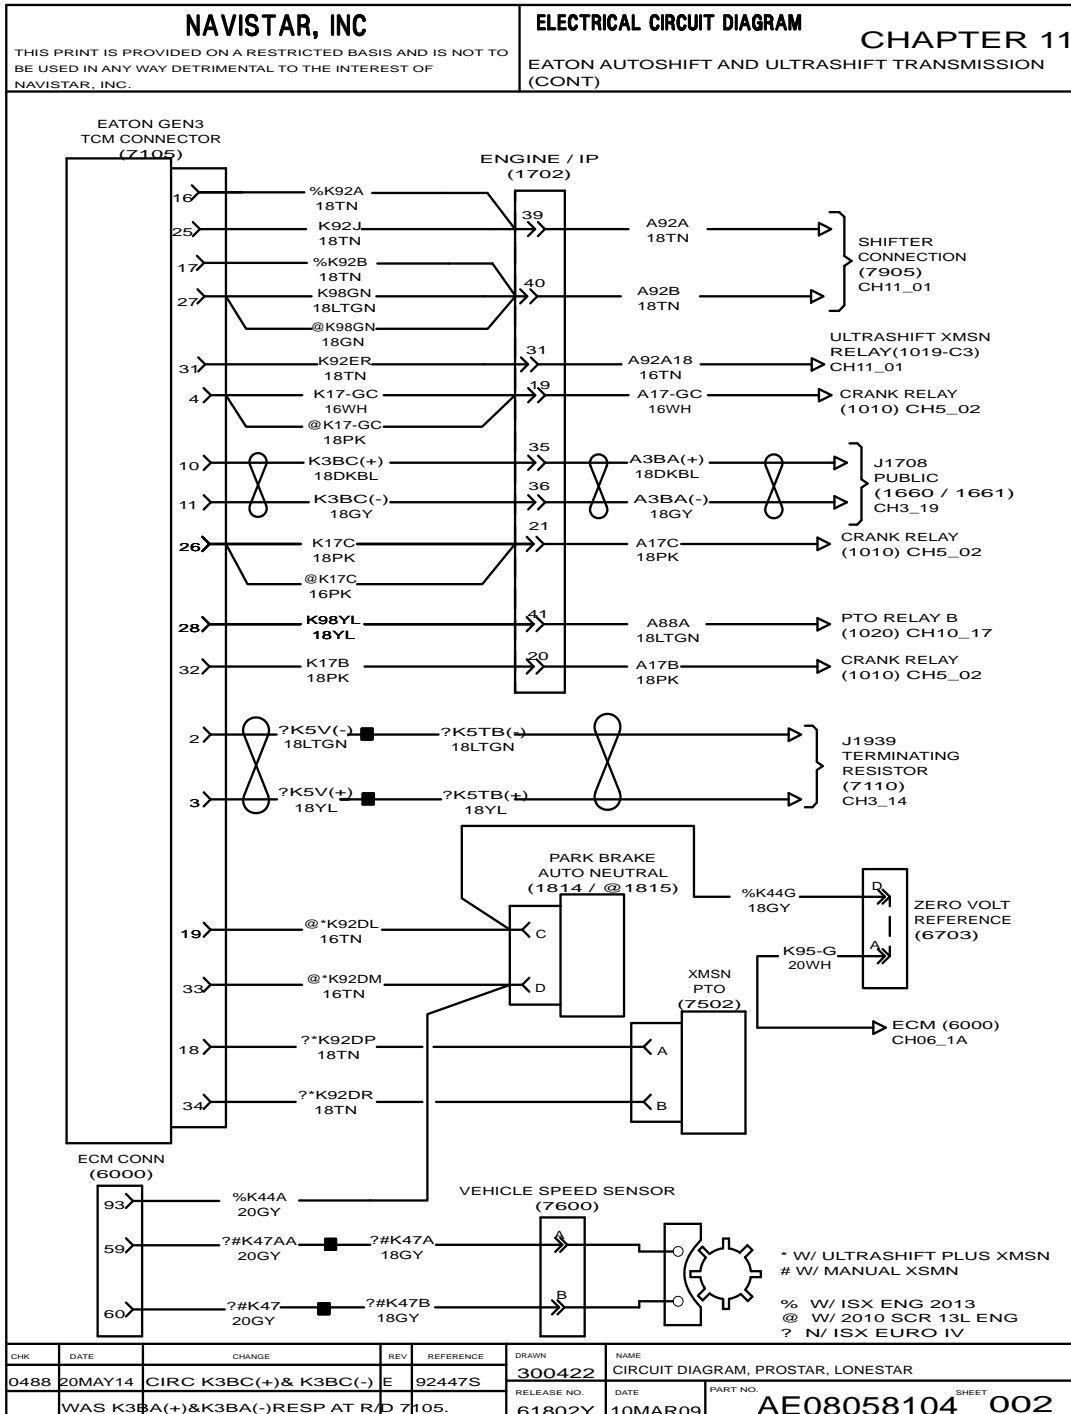 NAVISTAR, INC
THIS PRINT IS PROVIDED ON A RESTRICTED BASIS AND IS NOT TO
BE USED IN ANY WAY DETRIMENTAL TO THE INTEREST OF
NAVISTAR, INC.
ELECTRICAL CIRCUIT DIAGRAM
CHAPTER 11
EATON AUTOSHIFT AND ULTRASHIFT TRANSMISSION
(CONT)
EATON GEN3
TCM CONNECTOR
(7105)
ENGINE / IP
(1702)
16
%K92A
18TN
25
K92J
18TN
39
A92A
18TN
17
%K92B
18TN
27
K98GN
18LTGN
@K98GN
18GN
40
A92B
18TN
SHIFTER
CONNECTION
(7905)
CH11_01
31
K92ER
18TN
31
A92A18
16TN
ULTRASHIFT XMSN
RELAY(1019-C3)
CH11_01
4
K17-GC
16WH
@K17-GC
18PK
19
A17-GC
16WH
CRANK RELAY
(1010) CH5_02
10
K3BC(+)
18DKBL
35
A3BA(+)
18DKBL
11
K3BC(-)
18GY
36
A3BA(-)
18GY
J1708
PUBLIC
(1660 / 1661)
CH3_19
26
K17C
18PK
@K17C
16PK
21
A17C
18PK
CRANK RELAY
(1010) CH5_02
28
K98YL
18YL
41
A88A
18LTGN
PTO RELAY B
(1020) CH10_17
32
K17B
18PK
20
A17B
18PK
CRANK RELAY
(1010) CH5_02
2
?K5V(-)
18LTGN
?K5TB(-)
18LTGN
3
?K5V(+)
18YL
?K5TB(+)
18YL
J1939
TERMINATING
RESISTOR
(7110)
CH3_14
PARK BRAKE
AUTO NEUTRAL
(1814 / @1815)
%K44G
18GY
D
ZERO VOLT
REFERENCE
(6703)
19
@*K92DL
16TN
C
K95-G
20WH
A
33
@*K92DM
16TN
D
XMSN
PTO
(7502)
ECM (6000)
CH06_1A
18
?*K92DP
18TN
A
34
?*K92DR
18TN
B
ECM CONN
(6000)
93
%K44A
20GY
VEHICLE SPEED SENSOR
(7600)
59
?#K47AA
20GY
?#K47A
18GY
A
60
?#K47
20GY
?#K47B
18GY
B
* W/ ULTRASHIFT PLUS XMSN
# W/ MANUAL XSMN
% W/ ISX ENG 2013
@ W/ 2010 SCR 13L ENG
? N/ ISX EURO IV
CHK DATE CHANGE REV REFERENCE
0488 20MAY14 CIRC K3BC(+)& K3BC(-) E 92447S
WAS K3BA(+)&K3BA(-)RESP AT R/D 7105.
DRAWN
300422
NAME
CIRCUIT DIAGRAM, PROSTAR, LONESTAR
RELEASE NO.
61802Y
DATE
10MAR09
PART NO.
AE08058104
SHEET
002